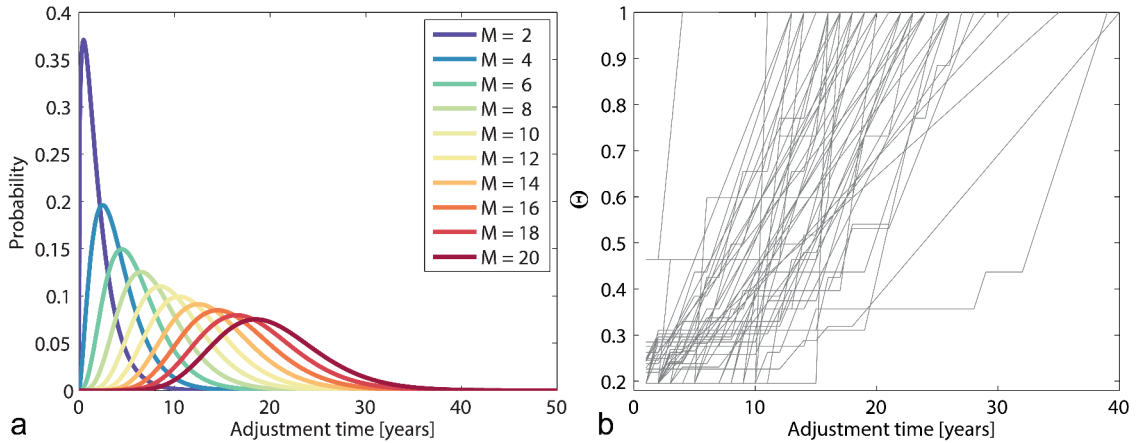 0.4
0.35
0.3
0.25
0.2
0.15
0.1
0.05
0
Probability
0 10 20 30 40 50
Adjustment time [years]
M = 2
M = 4
M = 6
M = 8
M = 10
M = 12
M = 14
M = 16
M = 18
M = 20
a
1
0.9
0.8
0.7
0.6
0.5
0.4
0.3
0.2
Θ
0 10 20 30 40
Adjustment time [years]
b